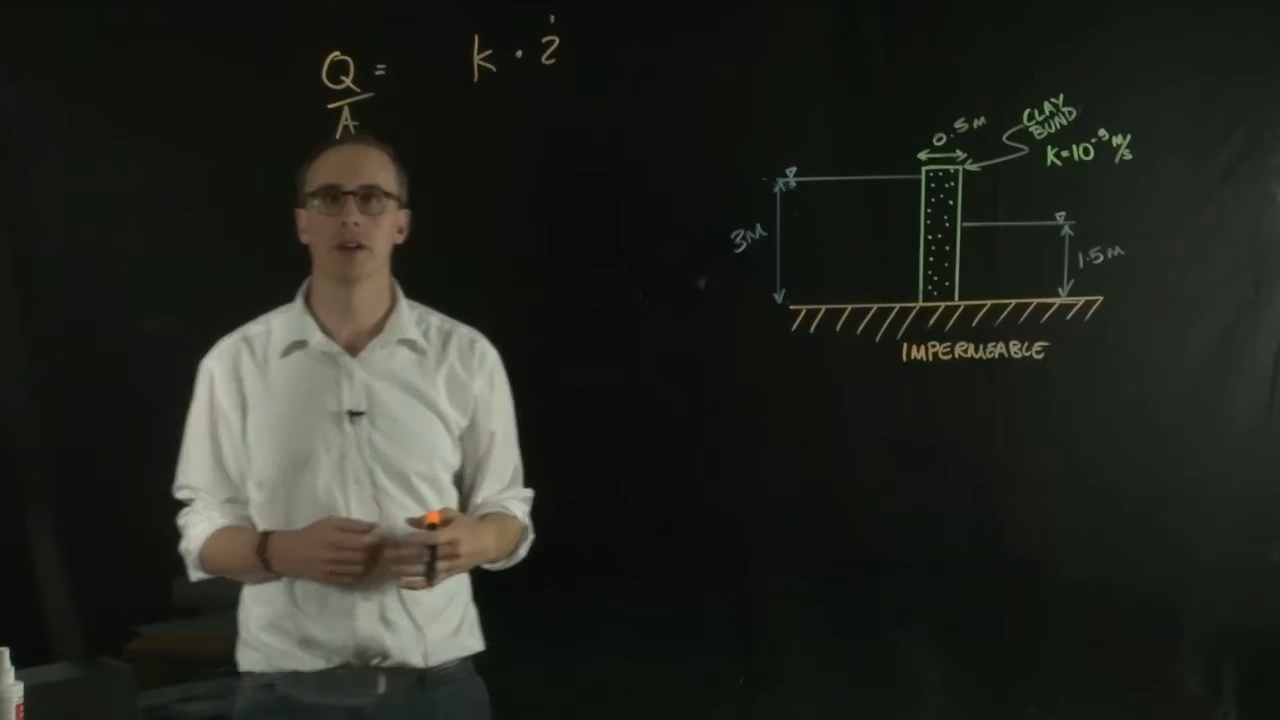 Q/A = k · i
0.5M
CLAY
BUND
K=10⁻⁹ M/s
3M
1.5M
IMPERMEABLE